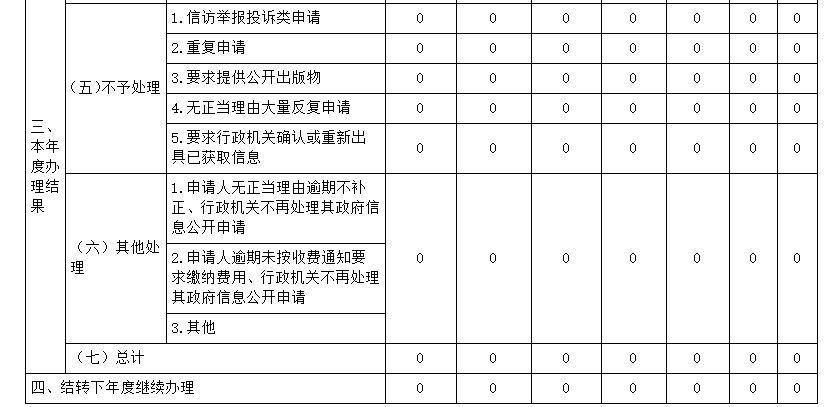 1.信访举报投诉类申请 0 0 0 0 0 0 0
2.重复申请 0 0 0 0 0 0 0
（五）不予处理
3.要求提供公开出版物 0 0 0 0 0 0 0
4.无正当理由大量反复申请 0 0 0 0 0 0 0
5.要求行政机关确认或重新出
具已获取信息 0 0 0 0 0 0 0
三、
本年
度办
理结
果
1.申请人无正当理由逾期不补
正、行政机关不再处理其政府信
息公开申请
（六）其他处
理
2.申请人逾期未按收费通知要
求缴纳费用、行政机关不再处理
其政府信息公开申请
0 0 0 0 0 0 0
3.其他
（七）总计 0 0 0 0 0 0 0
四、结转下年度继续办理 0 0 0 0 0 0 0